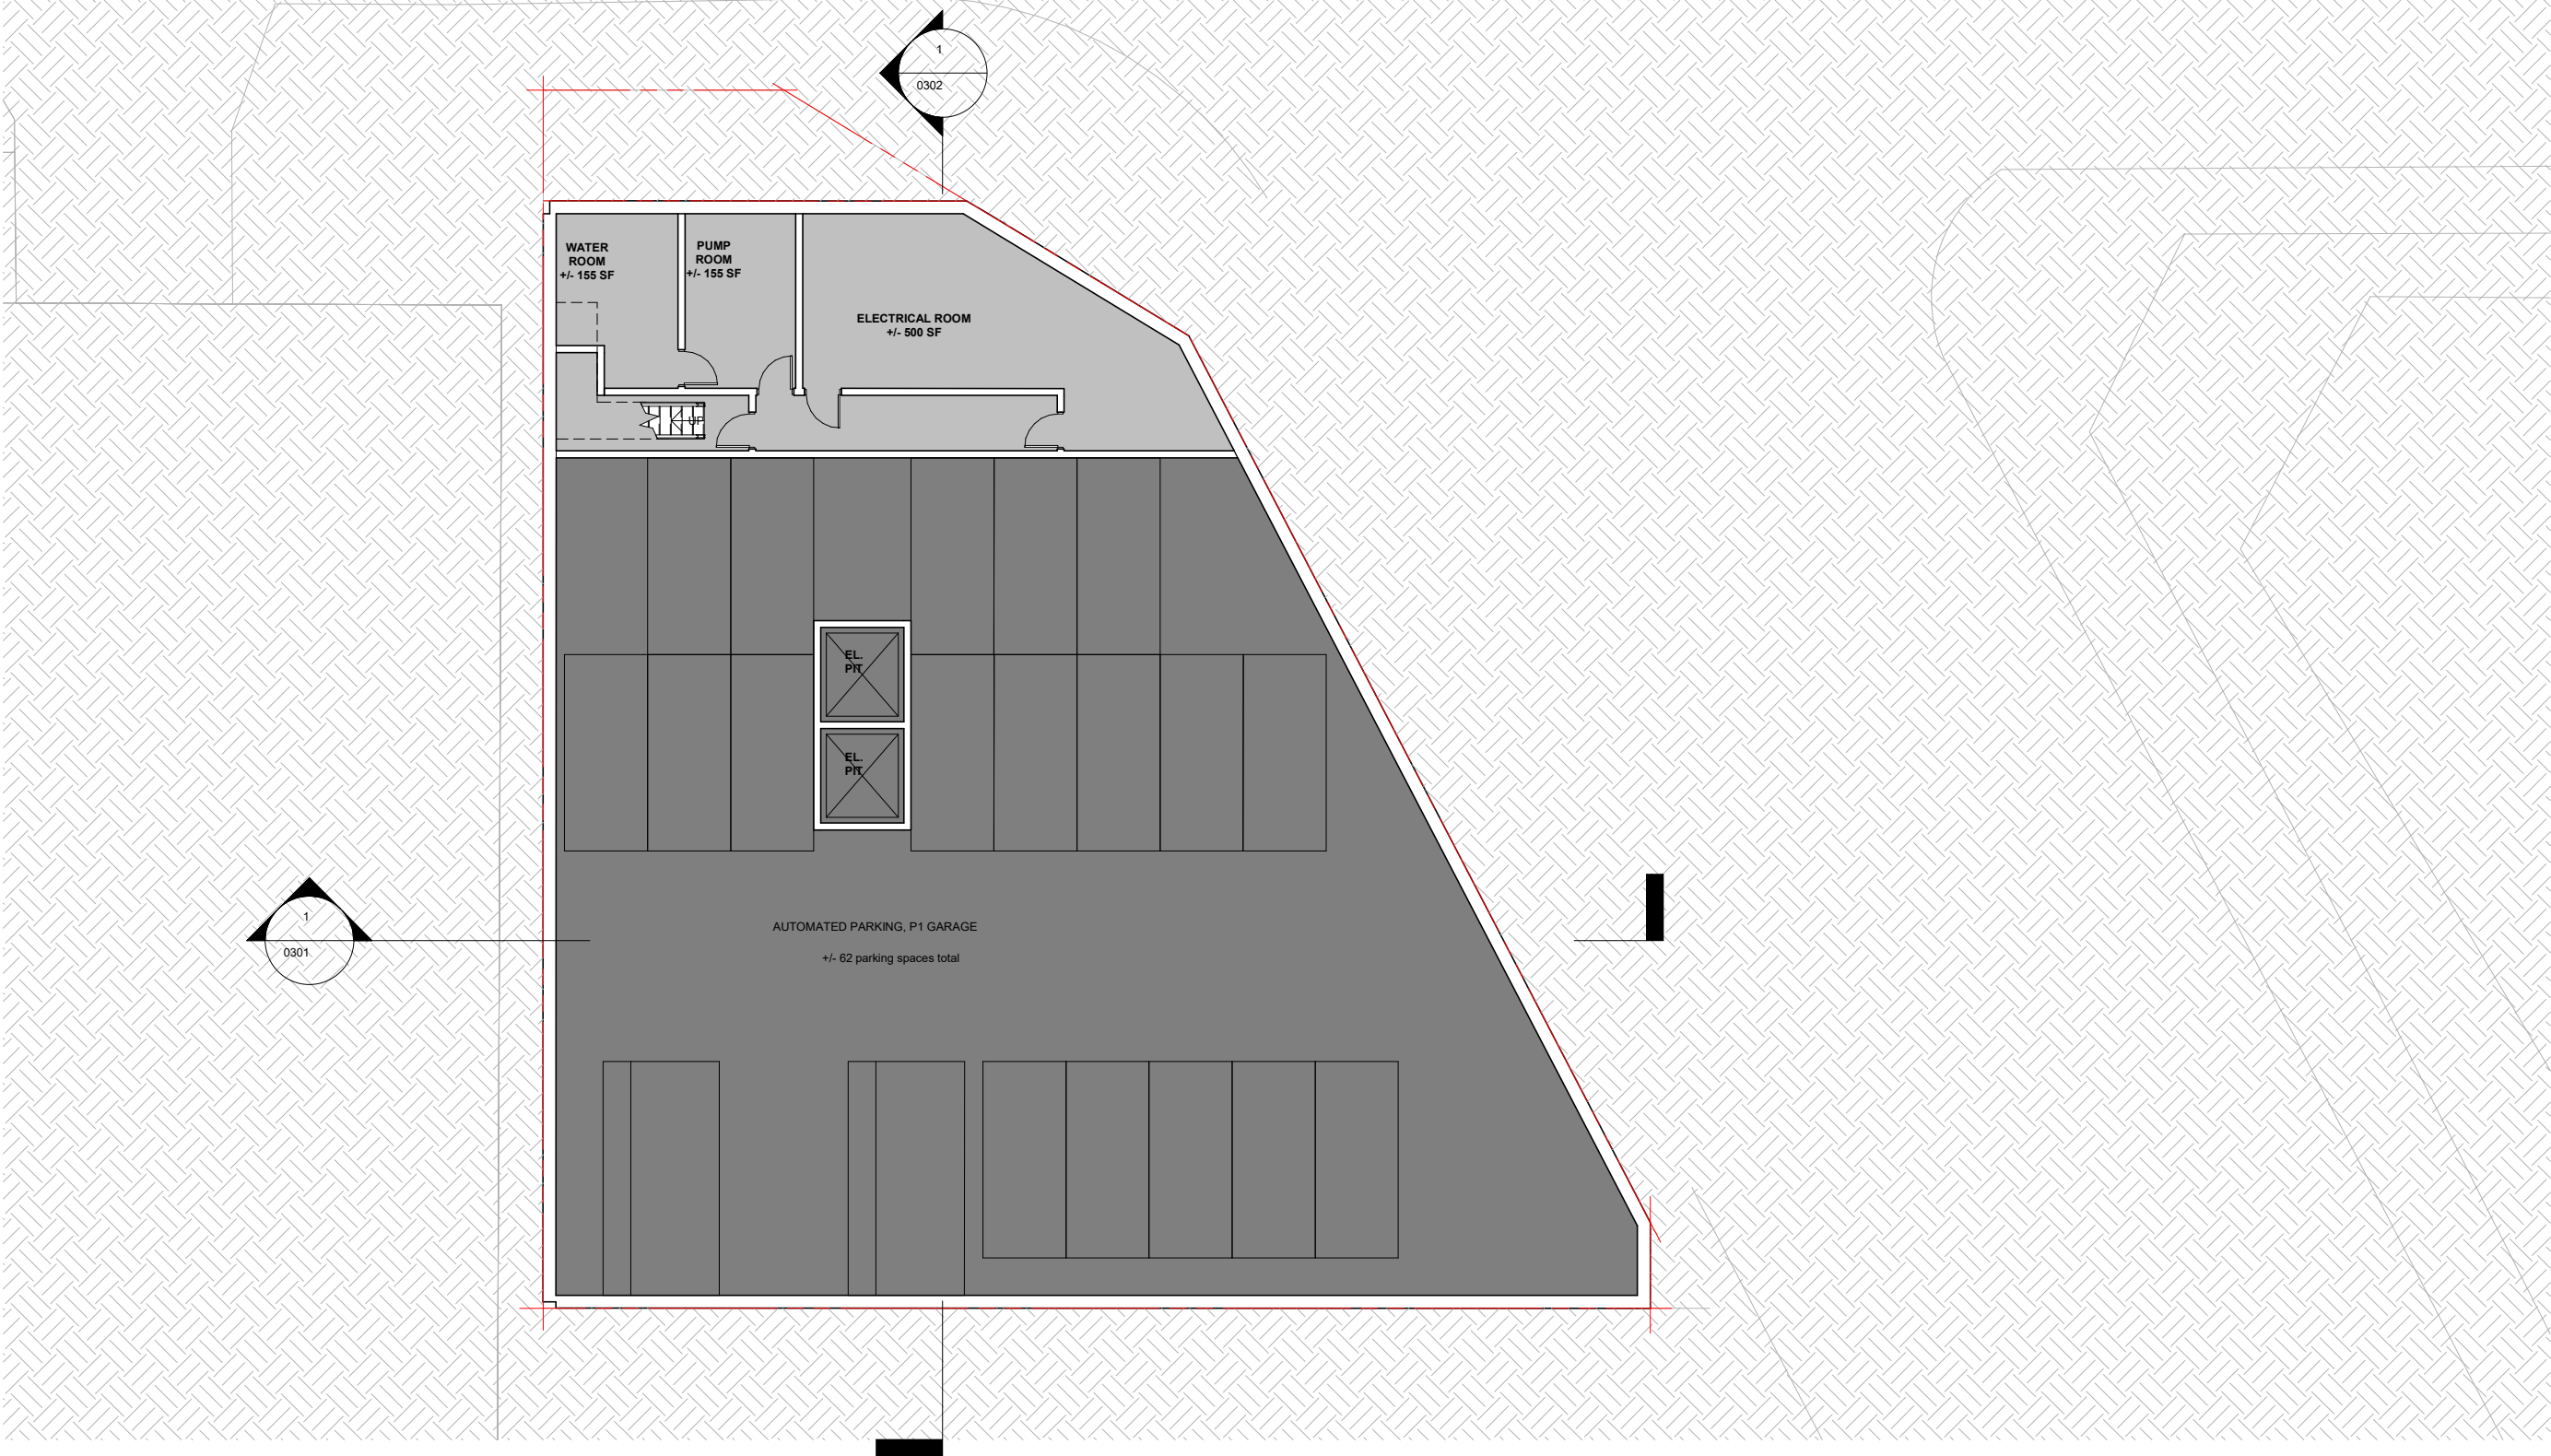 1
0302
WATER
ROOM
+/- 155 SF
PUMP
ROOM
+/- 155 SF
ELECTRICAL ROOM
+/- 500 SF
UP
EL.
PIT
EL.
PIT
1
0301
AUTOMATED PARKING, P1 GARAGE
+/- 62 parking spaces total